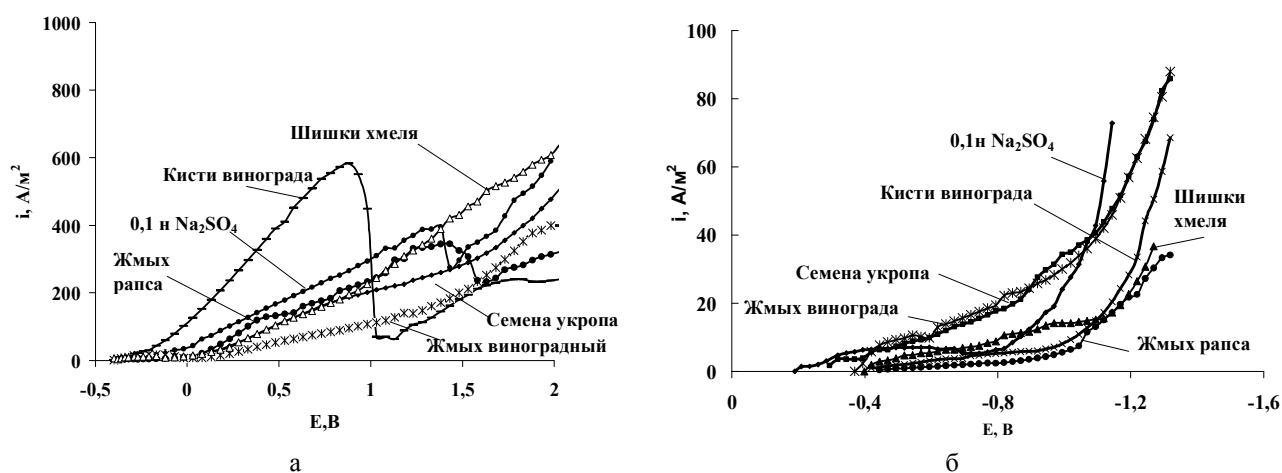 1000
800
600
400
200
0
i, А/м²
-0,5
0
0,5
1
1,5
2
Е,В
Шишки хмеля
Кисти винограда
0,1 н Na₂SO₄
Жмых
рапса
Семена укропа
Жмых виноградный
а
100
80
60
40
20
0
i, А/м²
0
-0,4
-0,8
-1,2
-1,6
Е, В
0,1н Na₂SO₄
Кисти винограда
Шишки
хмеля
Семена укропа
Жмых винограда
Жмых рапса
б